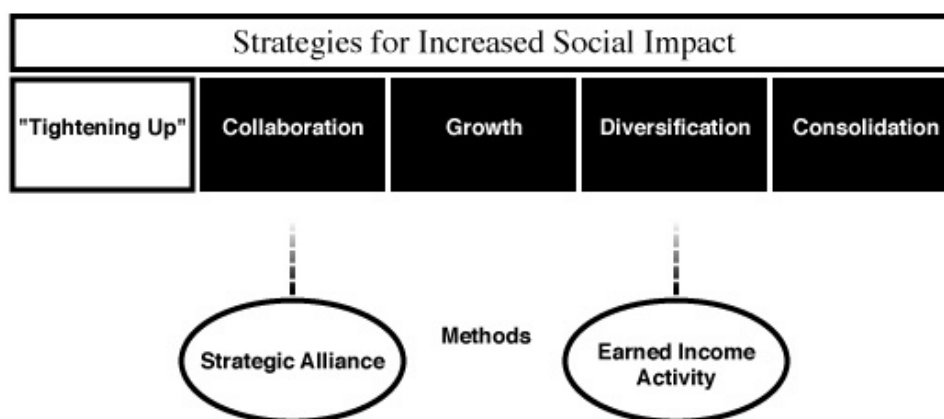 Strategies for Increased Social Impact
"Tightening Up"
Collaboration
Growth
Diversification
Consolidation
Strategic Alliance
Methods
Earned Income
Activity